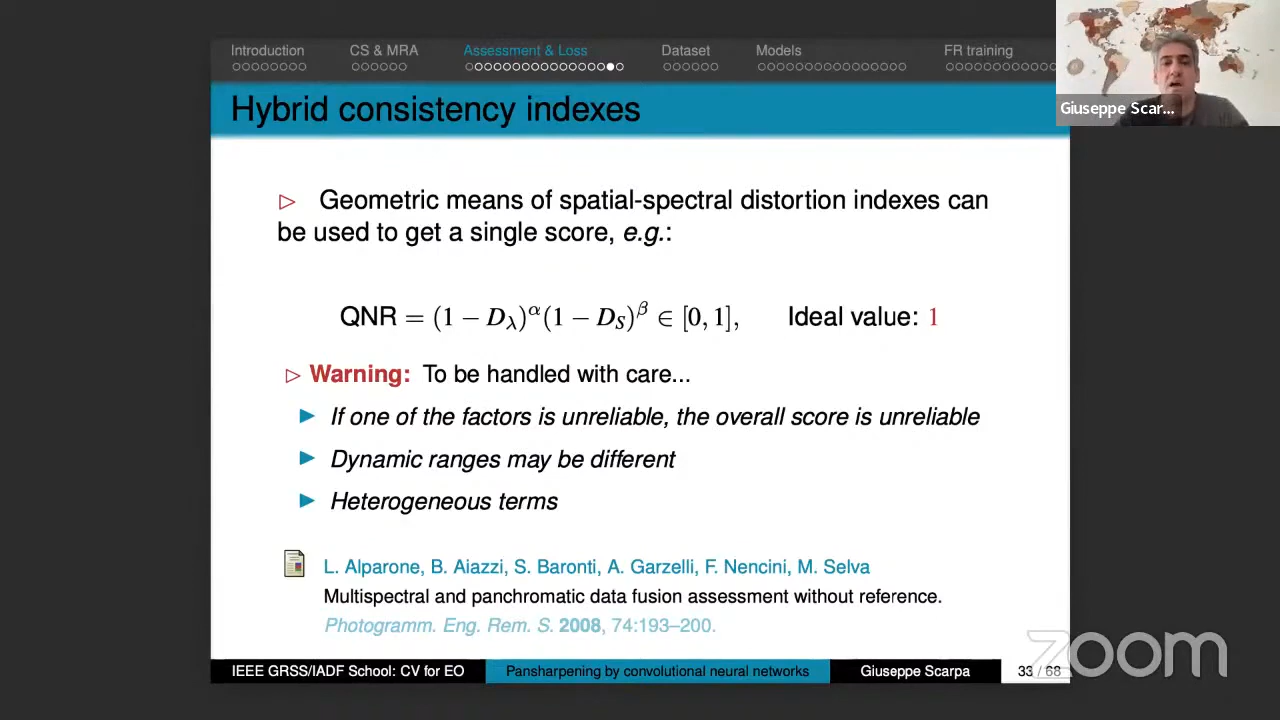 Introduction CS & MRA Assessment & Loss Dataset Models FR training
Giuseppe Scar...
Hybrid consistency indexes
▷ Geometric means of spatial-spectral distortion indexes can
be used to get a single score, e.g.:
QNR = (1 − D_λ)^α (1 − D_S)^β ∈ [0, 1], Ideal value: 1
▷ Warning: To be handled with care...
► If one of the factors is unreliable, the overall score is unreliable
► Dynamic ranges may be different
► Heterogeneous terms
L. Alparone, B. Aiazzi, S. Baronti, A. Garzelli, F. Nencini, M. Selva
Multispectral and panchromatic data fusion assessment without reference.
Photogramm. Eng. Rem. S. 2008, 74:193–200.
zoom
IEEE GRSS/IADF School: CV for EO Pansharpening by convolutional neural networks Giuseppe Scarpa 33 / 68